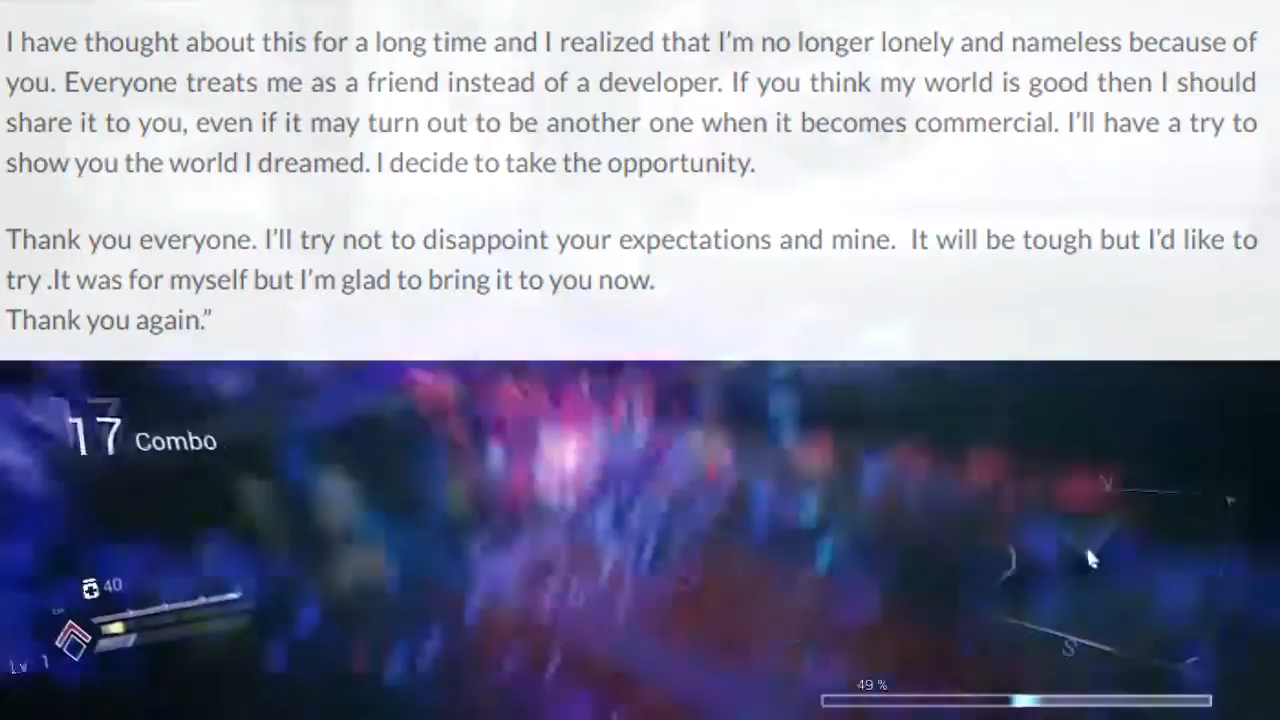 I have thought about this for a long time and I realized that I’m no longer lonely and nameless because of
you. Everyone treats me as a friend instead of a developer. If you think my world is good then I should
share it to you, even if it may turn out to be another one when it becomes commercial. I’ll have a try to
show you the world I dreamed. I decide to take the opportunity.
Thank you everyone. I’ll try not to disappoint your expectations and mine.  It will be tough but I’d like to
try .It was for myself but I’m glad to bring it to you now.
Thank you again.”
17 Combo
40
Lv 1
S
49 %